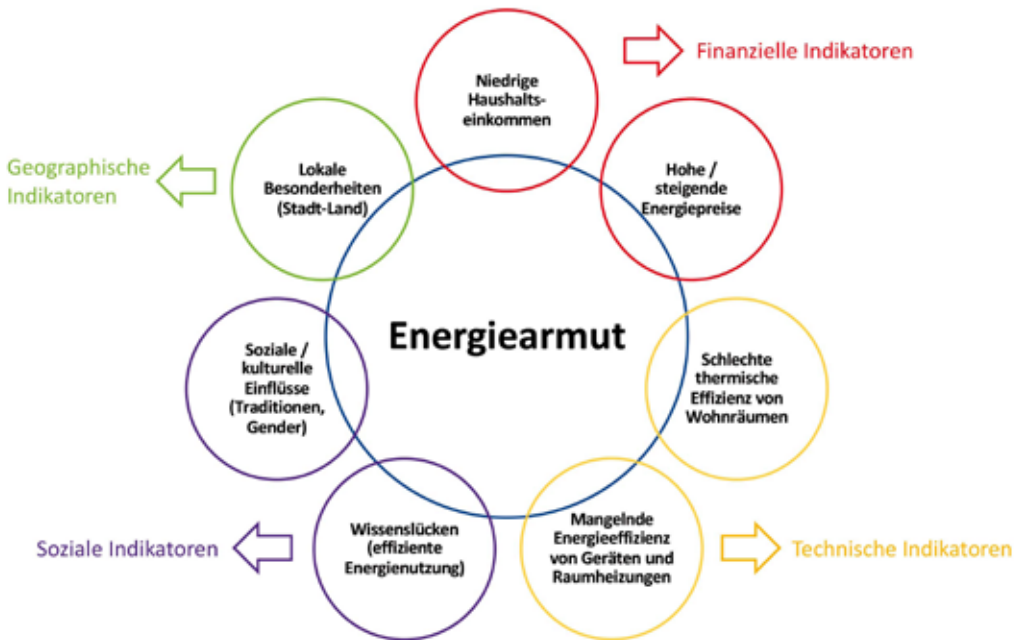 Niedrige
Haushalts-
einkommen
Finanzielle Indikatoren
Hohe /
steigende
Energiepreise
Schlechte
thermische
Effizienz von
Wohnräumen
Mangelnde
Energieeffizienz
von Geräten und
Raumheizungen
Technische Indikatoren
Wissenslücken
(effiziente
Energienutzung)
Soziale Indikatoren
Soziale /
kulturelle
Einflüsse
(Traditionen,
Gender)
Lokale
Besonderheiten
(Stadt-Land)
Geographische
Indikatoren
Energiearmut